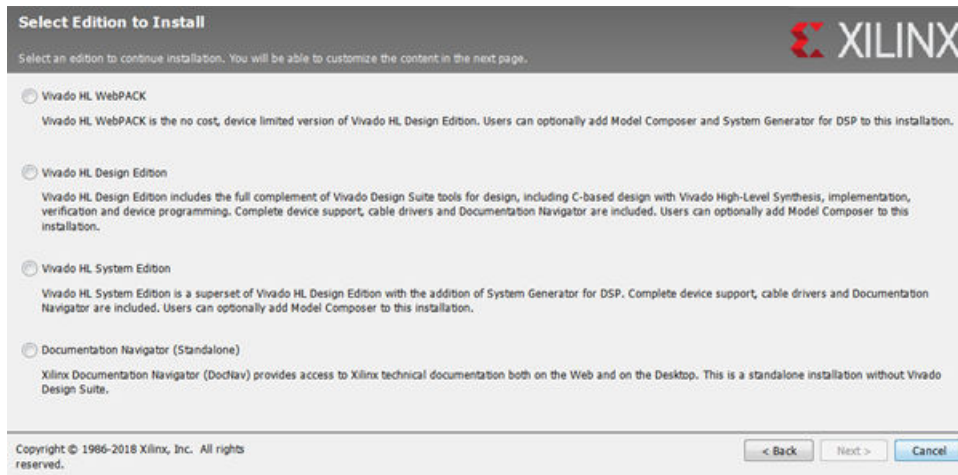 Select Edition to Install
Select an edition to continue installation. You will be able to customize the content in the next page.
XILINX
Vivado HL WebPACK
Vivado HL WebPACK is the no cost, device limited version of Vivado HL Design Edition. Users can optionally add Model Composer and System Generator for DSP to this installation.
Vivado HL Design Edition
Vivado HL Design Edition includes the full complement of Vivado Design Suite tools for design, including C-based design with Vivado High-Level Synthesis, implementation,
verification and device programming. Complete device support, cable drivers and Documentation Navigator are included. Users can optionally add Model Composer to this
installation.
Vivado HL System Edition
Vivado HL System Edition is a superset of Vivado HL Design Edition with the addition of System Generator for DSP. Complete device support, cable drivers and Documentation
Navigator are included. Users can optionally add Model Composer to this installation.
Documentation Navigator (Standalone)
Xilinx Documentation Navigator (DocNav) provides access to Xilinx technical documentation both on the Web and on the Desktop. This is a standalone installation without Vivado
Design Suite.
Copyright © 1986-2018 Xilinx, Inc. All rights
reserved.
< Back
Next >
Cancel